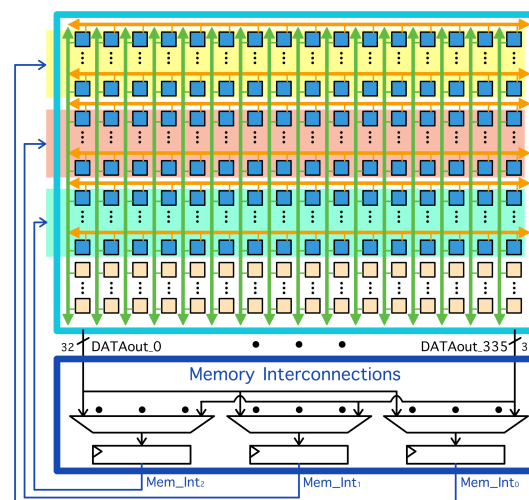 32 DATAout_0 DATAout_335 3
Memory Interconnections
Mem_Int₂ Mem_Int₁ Mem_Int₀